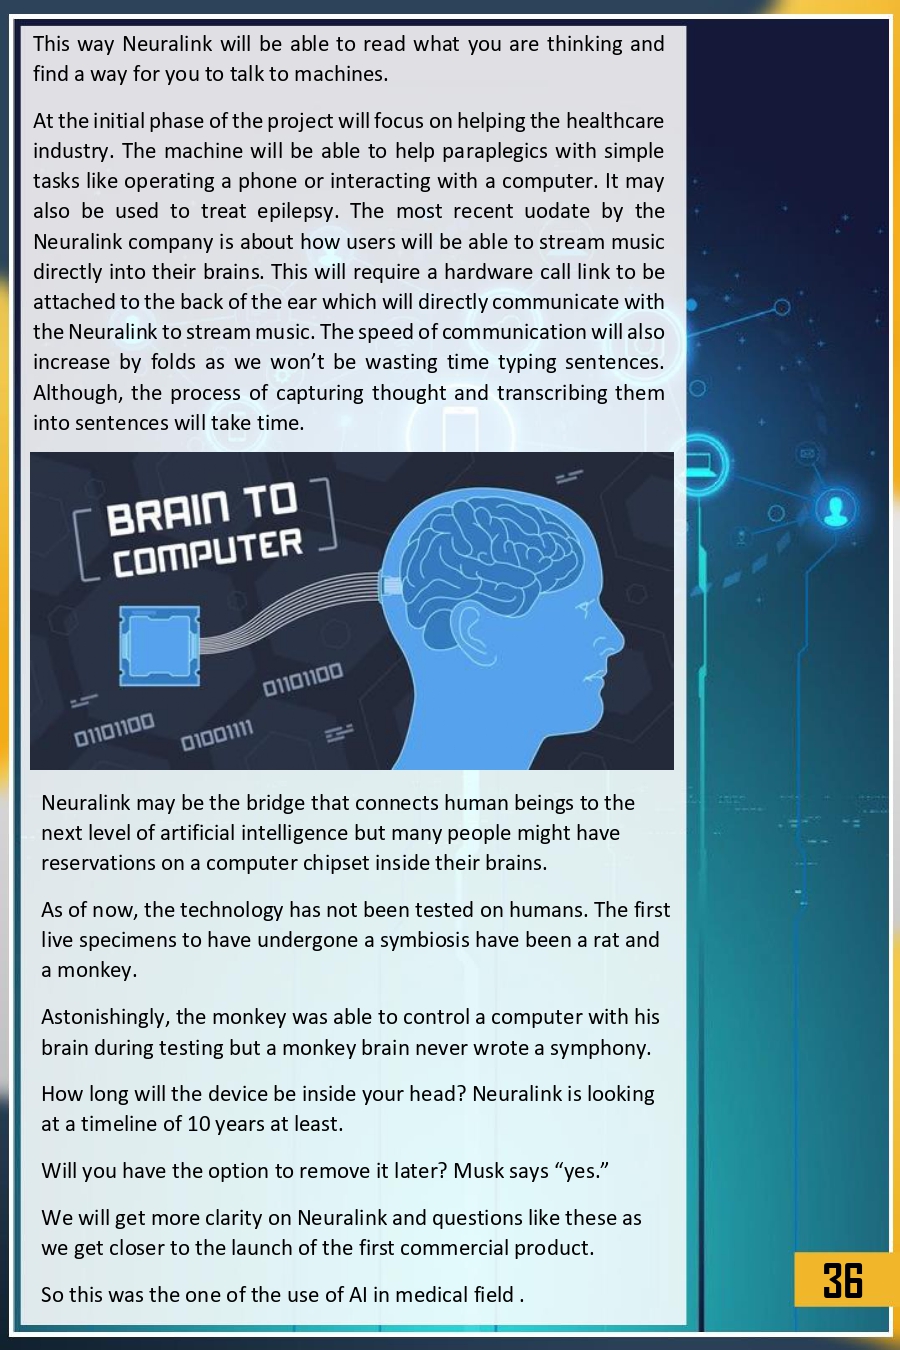 This way Neuralink will be able to read what you are thinking and
find a way for you to talk to machines.
At the initial phase of the project will focus on helping the healthcare
industry. The machine will be able to help paraplegics with simple
tasks like operating a phone or interacting with a computer. It may
also be used to treat epilepsy. The most recent uodate by the
Neuralink company is about how users will be able to stream music
directly into their brains. This will require a hardware call link to be
attached to the back of the ear which will directly communicate with
the Neuralink to stream music. The speed of communication will also
increase by folds as we won’t be wasting time typing sentences.
Although, the process of capturing thought and transcribing them
into sentences will take time.
BRAIN TO
COMPUTER
01101100
01101100
01001111
Neuralink may be the bridge that connects human beings to the
next level of artificial intelligence but many people might have
reservations on a computer chipset inside their brains.
As of now, the technology has not been tested on humans. The first
live specimens to have undergone a symbiosis have been a rat and
a monkey.
Astonishingly, the monkey was able to control a computer with his
brain during testing but a monkey brain never wrote a symphony.
How long will the device be inside your head? Neuralink is looking
at a timeline of 10 years at least.
Will you have the option to remove it later? Musk says “yes.”
We will get more clarity on Neuralink and questions like these as
we get closer to the launch of the first commercial product.
So this was the one of the use of AI in medical field .
36